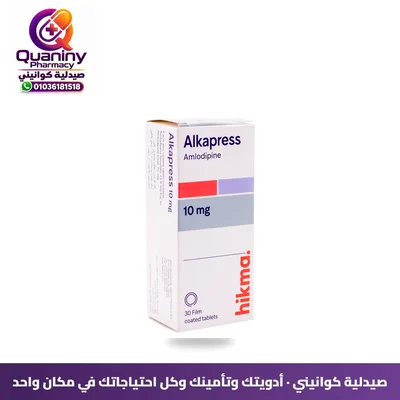 Quaniny
Pharmacy
صيدلية كوانيني
01036181518
Alkapress
Amlodipine
10 mg
30 Film
coated tablets
hikma.
Alkapress 10 mg
صيدلية كوانيني · أدويتك وتأمينك وكل احتياجاتك في مكان واحد